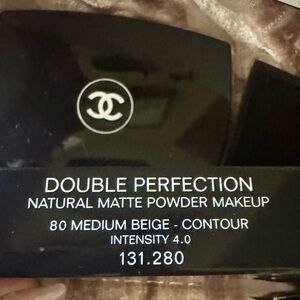 DOUBLE PERFECTION
NATURAL MATTE POWDER MAKEUP
80 MEDIUM BEIGE - CONTOUR
INTENSITY 4.0
131.280